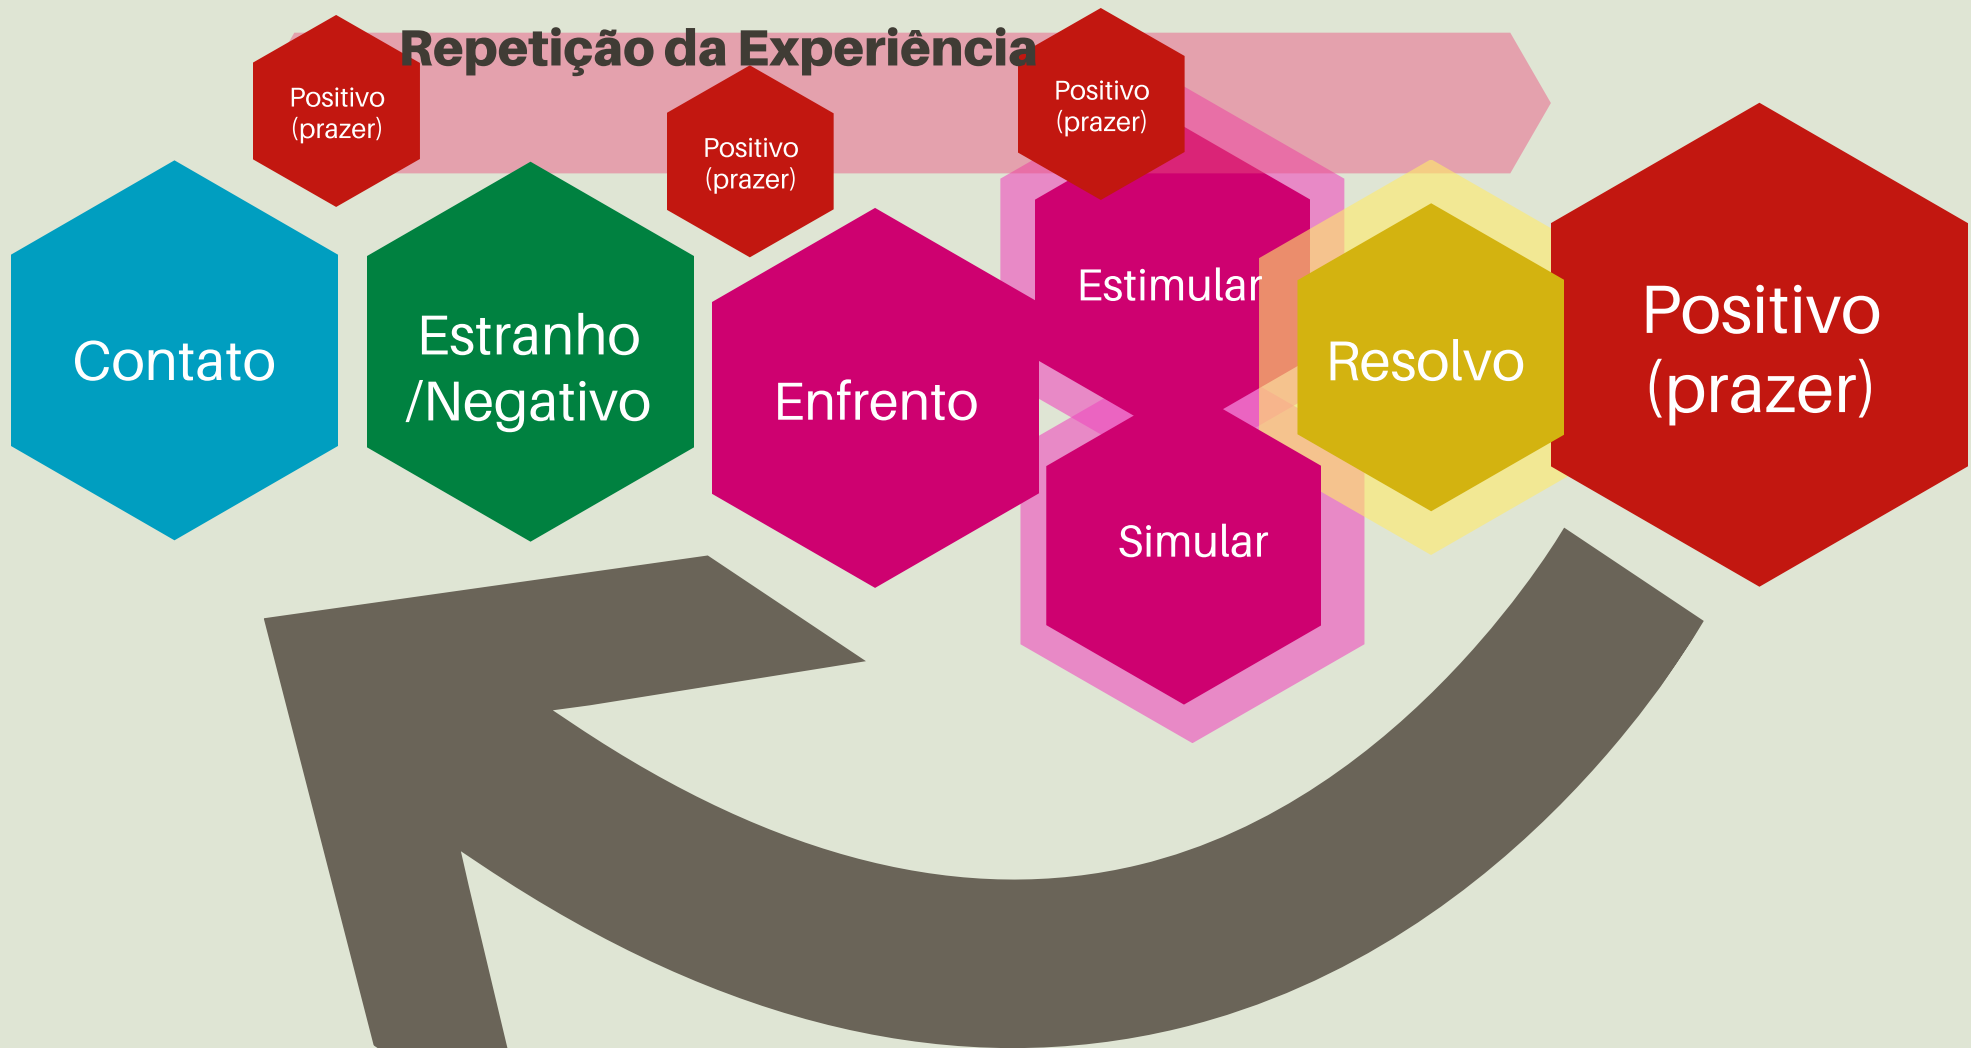 Repetição da Experiência
Positivo
(prazer)
Positivo
(prazer)
Positivo
(prazer)
Contato
Estranho
/Negativo
Enfrento
Estimular
Simular
Resolvo
Positivo
(prazer)